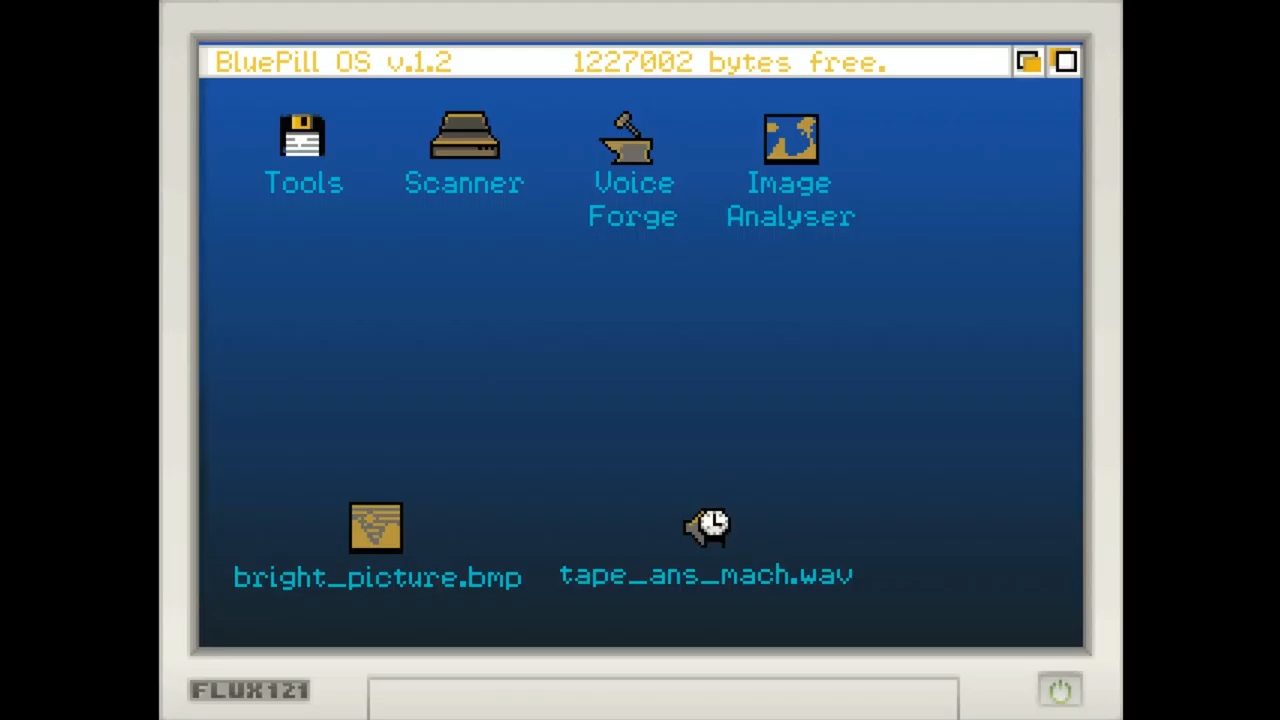 BluePill OS v.1.2 1227002 bytes free.
Tools Scanner Voice Forge Image Analyser
bright_picture.bmp tape_ans_mach.wav
FLUX121